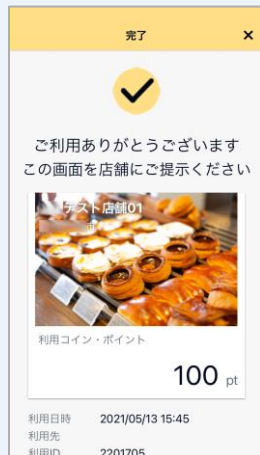 完了
ご利用ありがとうございます
この画面を店舗にご提示ください
テスト店舗01
利用コイン・ポイント
100 pt
利用日時 2021/05/13 15:45
利用先
利用ID 2201705